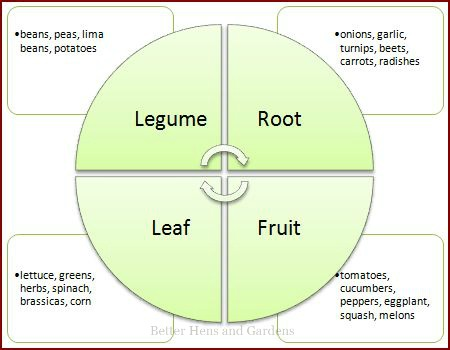 •beans, peas, lima
beans, potatoes
•onions, garlic,
turnips, beets,
carrots, radishes
Legume
Root
Leaf
Fruit
•lettuce, greens,
herbs, spinach,
brassicas, corn
•tomatoes,
cucumbers,
peppers, eggplant,
squash, melons
Better Hens and Gardens